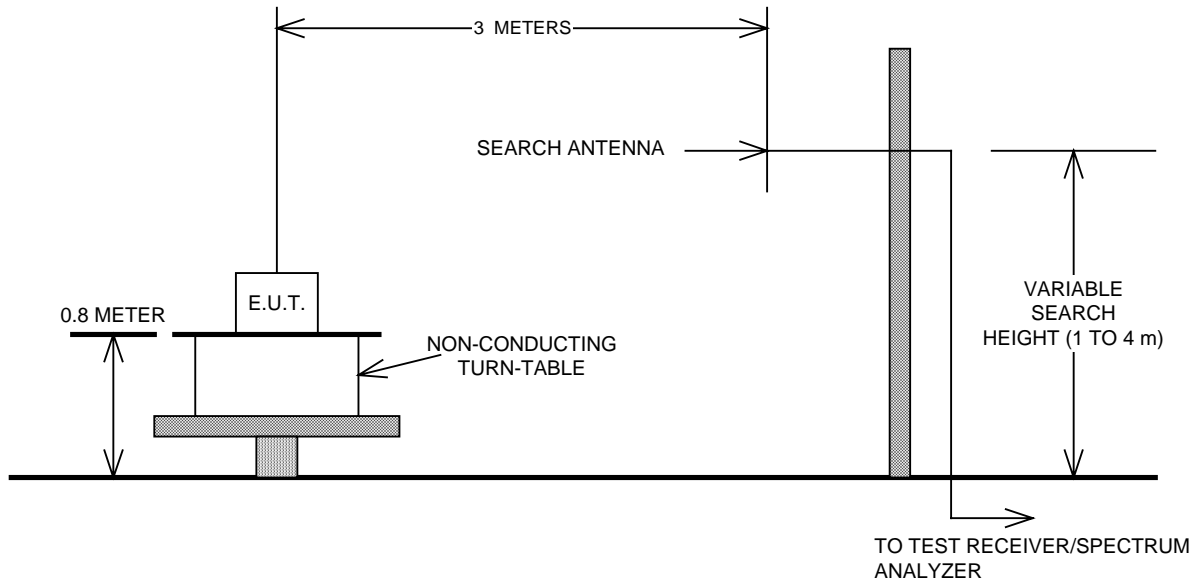 3 METERS
SEARCH ANTENNA
E.U.T.
0.8 METER
NON-CONDUCTING
TURN-TABLE
VARIABLE
SEARCH
HEIGHT (1 TO 4 m)
TO TEST RECEIVER/SPECTRUM
ANALYZER